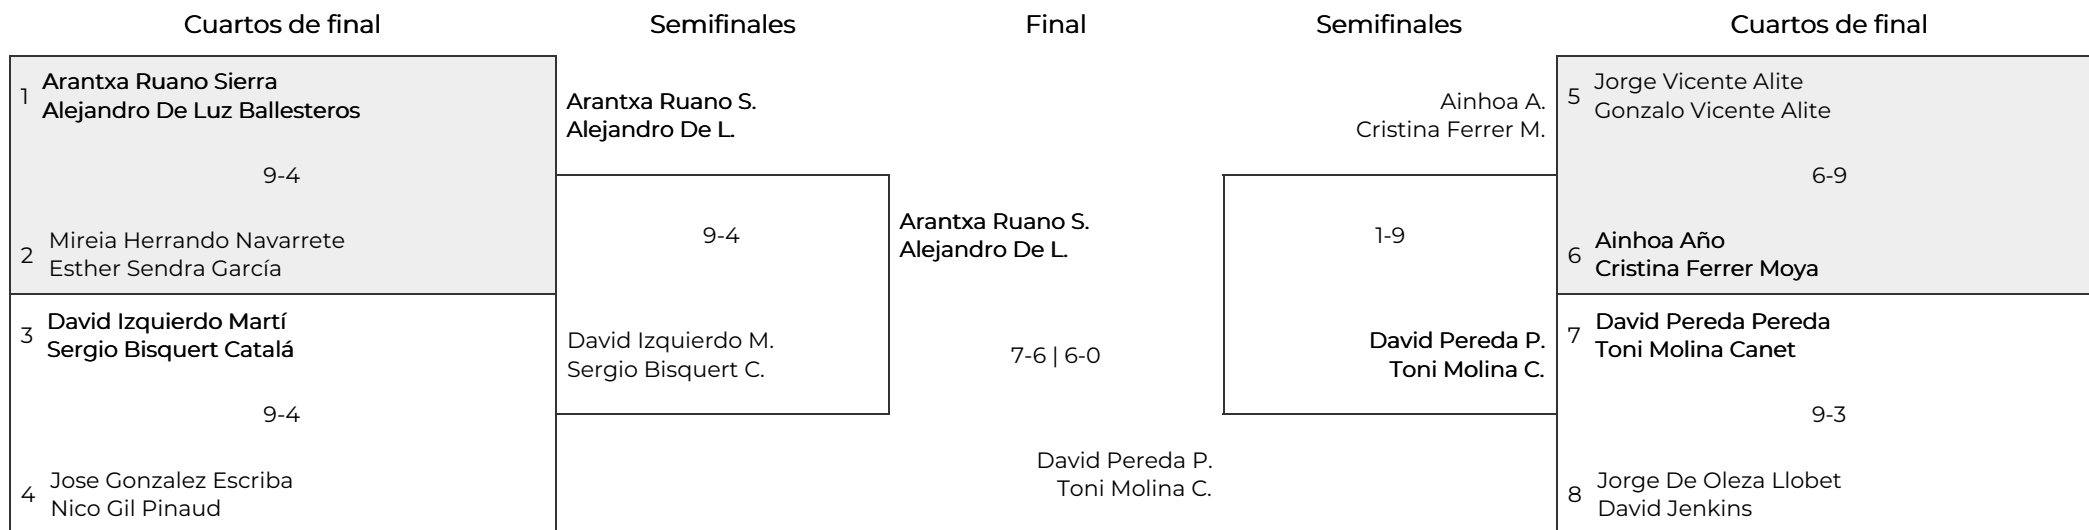 Cuartos de final
Semifinales
Final
Semifinales
Cuartos de final
1
Arantxa Ruano Sierra
Alejandro De Luz Ballesteros
9-4
2
Mireia Herrando Navarrete
Esther Sendra García
3
David Izquierdo Martí
Sergio Bisquert Catalá
9-4
4
Jose Gonzalez Escriba
Nico Gil Pinaud
Arantxa Ruano S.
Alejandro De L.
9-4
David Izquierdo M.
Sergio Bisquert C.
Arantxa Ruano S.
Alejandro De L.
7-6 | 6-0
David Pereda P.
Toni Molina C.
Ainhoa A.
Cristina Ferrer M.
1-9
David Pereda P.
Toni Molina C.
5
Jorge Vicente Alite
Gonzalo Vicente Alite
6-9
6
Ainhoa Año
Cristina Ferrer Moya
7
David Pereda Pereda
Toni Molina Canet
9-3
8
Jorge De Oleza Llobet
David Jenkins